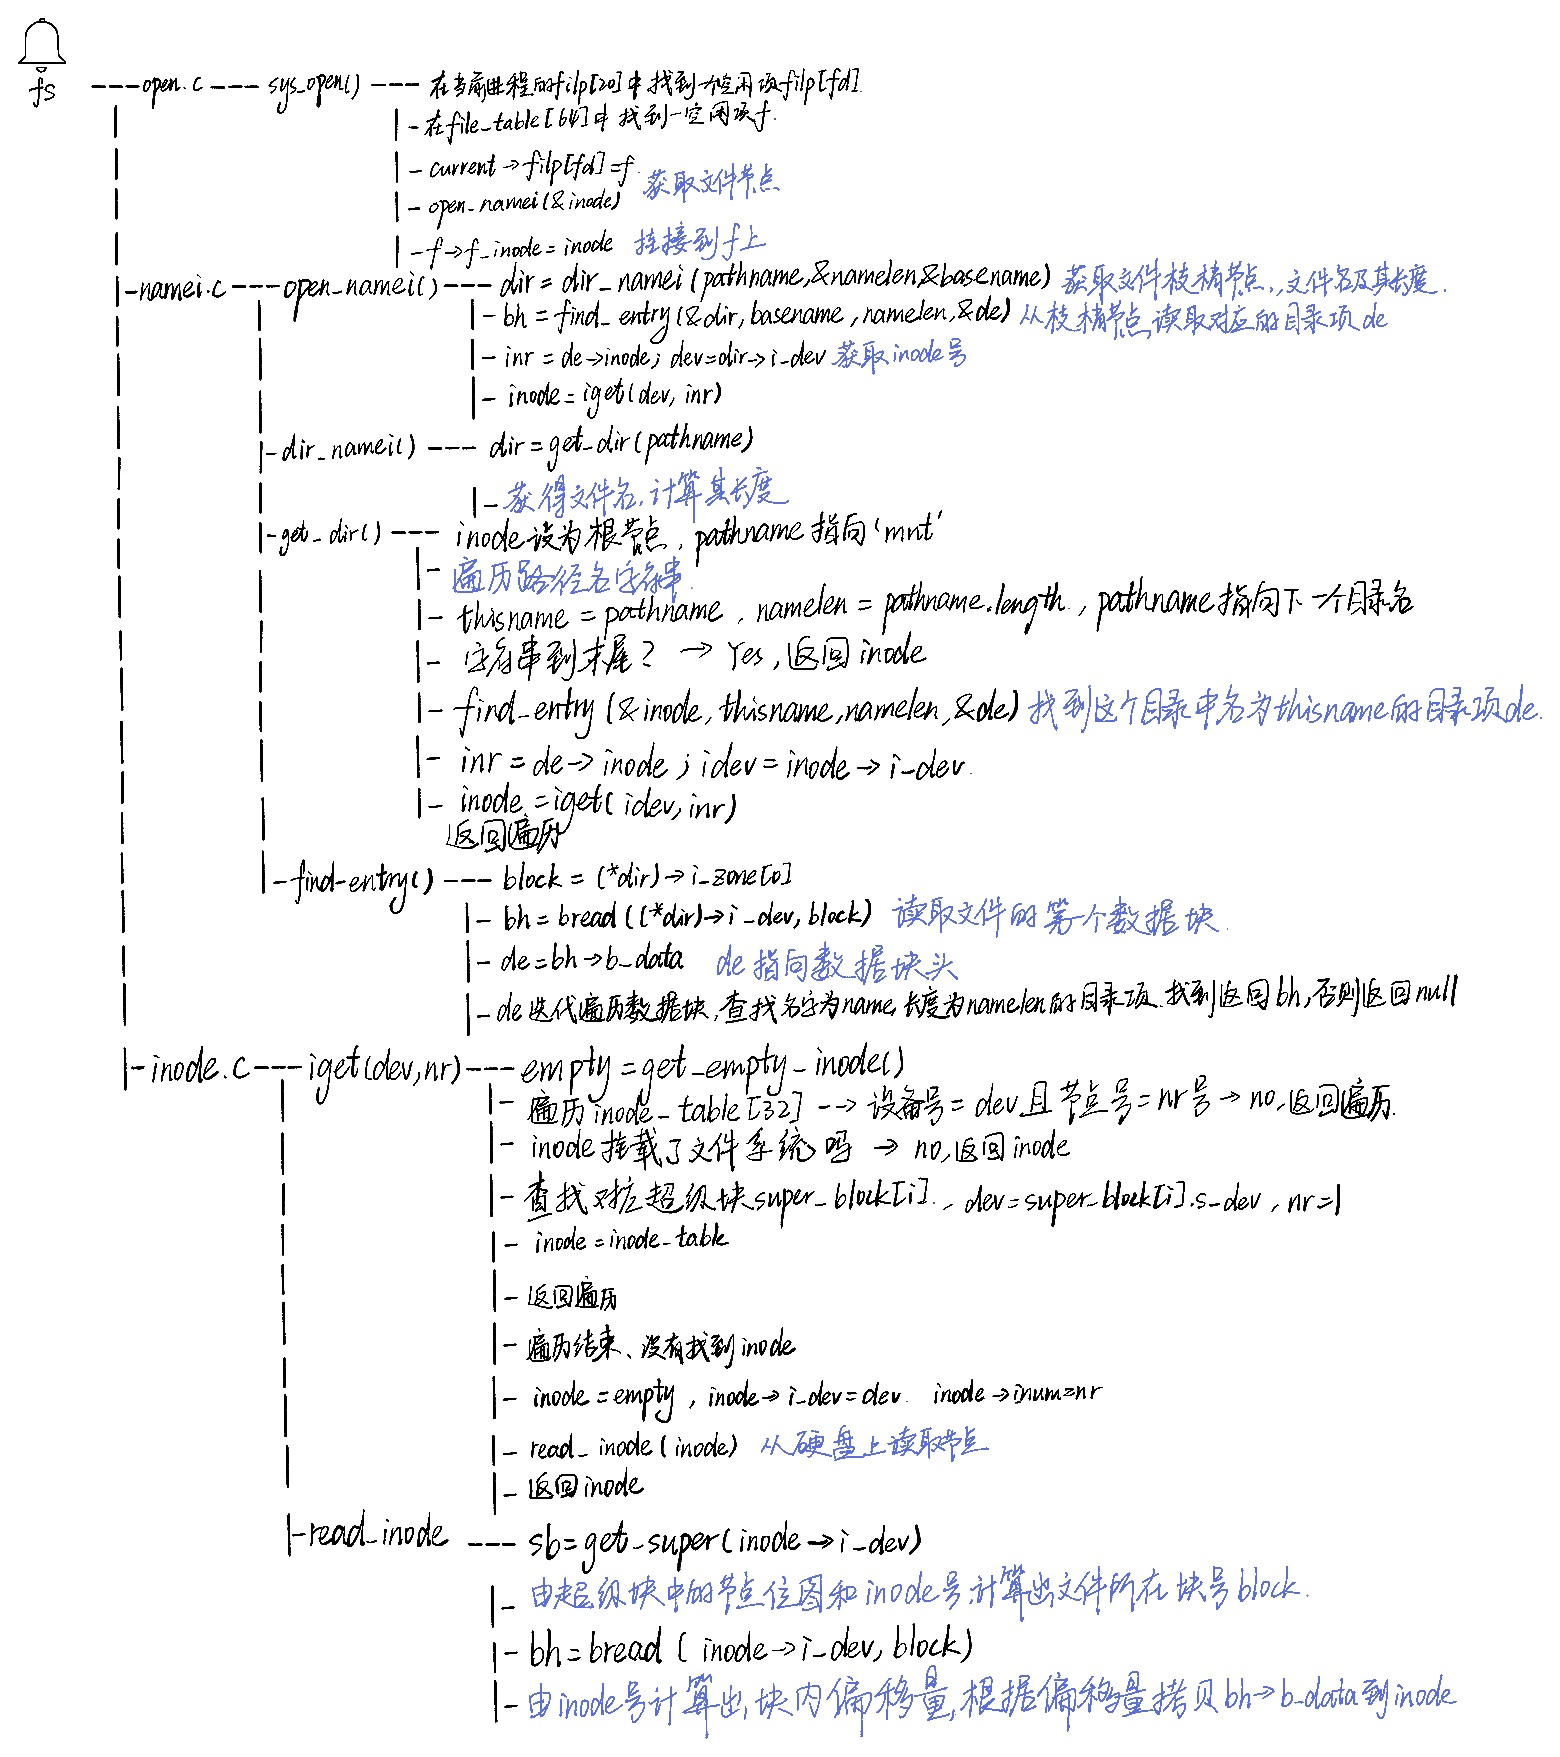 fs ---open.c --- sys_open() --- 在当前进程的filp[20]中找到一个空闲项filp[fd]
|- 在file_table[64]中找到一空闲项f.
|- current→filp[fd]=f
|- open_namei(&inode) 获取文件节点
|- f→f_inode=inode 挂接到f上
|-namei.c ---open_namei() --- dir = dir_namei(pathname,&namelen,&basename) 获取文件枝梢节点,,文件名及其长度.
|- bh = find_entry(&dir,basename,namelen,&de) 从枝梢节点,读取对应的目录项de
|- inr = de→inode; dev=dir→i_dev 获取inode号
|- inode=iget(dev, inr)
|-dir_namei() --- dir=get_dir(pathname)
|- 获得文件名,计算其长度
|-get_dir() --- inode设为根节点, pathname指向'mnt'
|- 遍历路径名字符串.
|- thisname = pathname, namelen = pathname.length, pathname指向下一个目录名
|- 字符串到末尾? → Yes,返回inode
|- find_entry(&inode,thisname,namelen,&de) 找到这个目录中名为thisname的目录项de.
|- inr = de→inode; idev=inode→i_dev.
|- inode=iget(idev,inr)
返回遍历
|-find-entry() --- block = (*dir)→i_zone[0]
|- bh=bread((*dir)→i_dev,block) 读取文件的第一个数据块.
|- de=bh→b_data de指向数据块头
|- de迭代遍历数据块,查找名字为name,长度为namelen的目录项.找到返回bh,否则返回null
|-inode.c---iget(dev,nr)---empty=get_empty_inode()
|- 遍历inode_table[32] --→ 设备号=dev且节点号=nr号→no,返回遍历.
|- inode挂载了文件系统吗 → no,返回inode
|- 查找对应超级块super_block[i]., dev=super_block[i].s_dev, nr=1
|- inode=inode_table
|- 返回遍历
|- 遍历结束、没有找到inode
|- inode=empty, inode→i_dev=dev. inode→inum=nr
|- read_inode(inode) 从硬盘上读取节点
|- 返回inode
|-read_inode --- sb=get_super(inode→i_dev)
|- 由超级块中的节点位图和inode号,计算出文件所在块号block.
|- bh=bread(inode→i_dev,block)
|- 由inode号计算出,块内偏移量,根据偏移量拷贝bh→b_data到inode